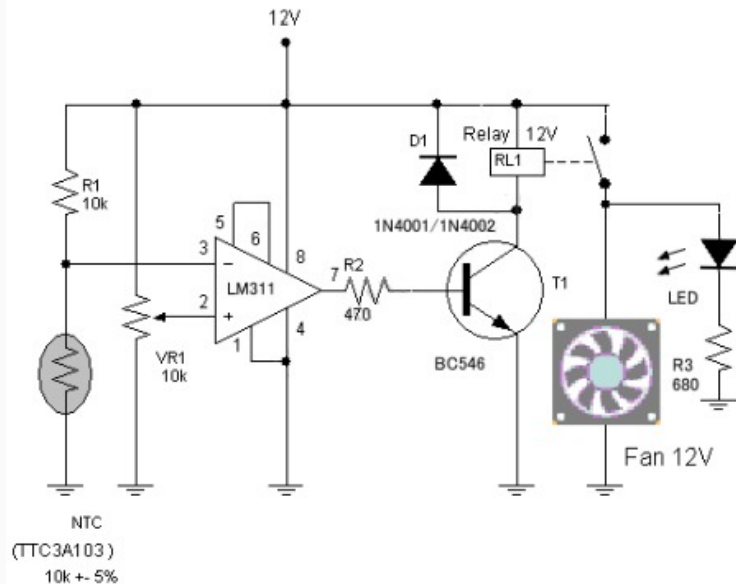 12V
R1
10k
D1
Relay 12V
RL1
1N4001/1N4002
5
6
3
8
2
LM311
7
R2
470
1
4
VR1
10k
T1
BC546
LED
R3
680
Fan 12V
NTC
(TTC3A103)
10k +- 5%